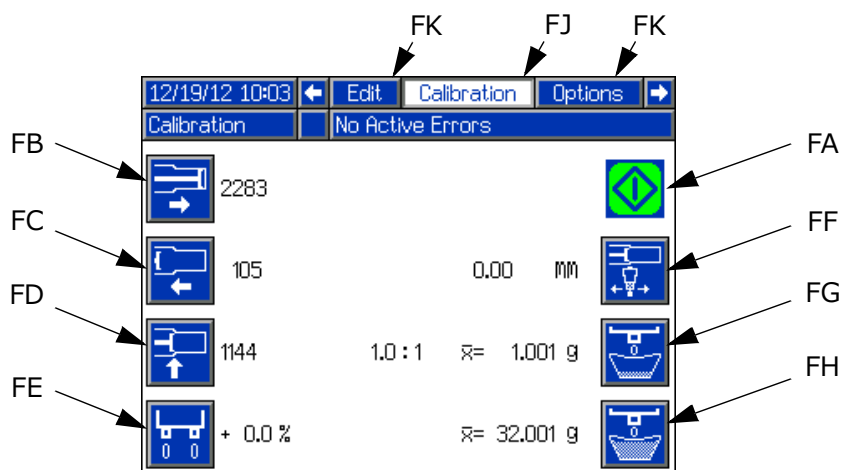 FK FJ FK
12/19/12 10:03 Edit Calibration Options
Calibration No Active Errors
FB 2283 FA
FC 105 0.00 MM FF
FD 1144 1.0 : 1 x̅= 1.001 g FG
FE + 0.0 % x̅= 32.001 g FH
0 0 0 0